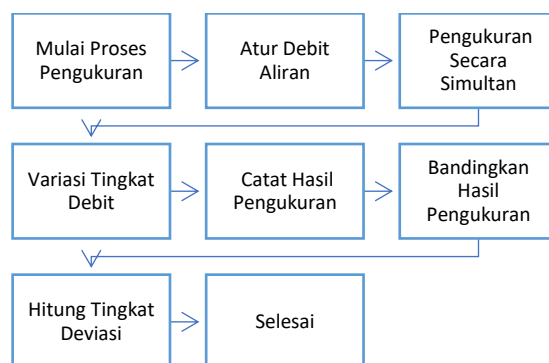 Mulai Proses
Pengukuran
Atur Debit
Aliran
Pengukuran
Secara
Simultan
Variasi Tingkat
Debit
Catat Hasil
Pengukuran
Bandingkan
Hasil
Pengukuran
Hitung Tingkat
Deviasi
Selesai